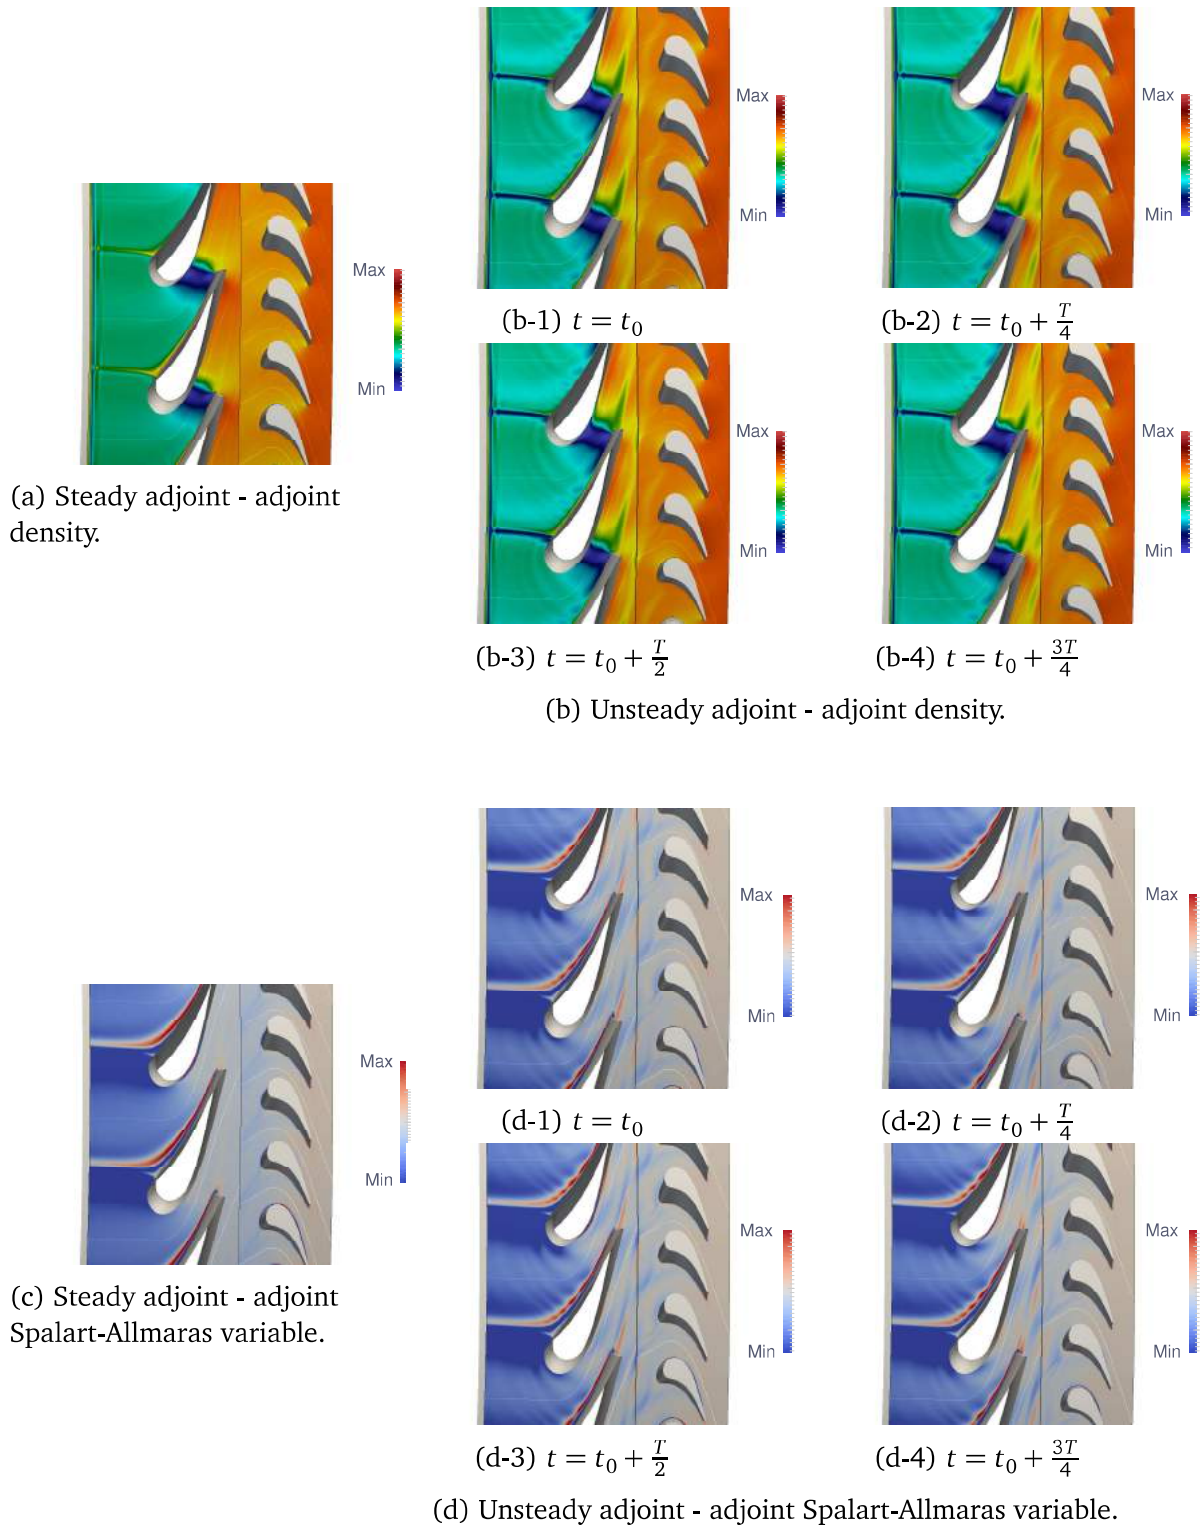 Max
Min
(a) Steady adjoint - adjoint
density.
Max
Min
(b-1) t = t₀
Max
Min
(b-2) t = t₀ + T/4
Max
Min
(b-3) t = t₀ + T/2
Max
Min
(b-4) t = t₀ + 3T/4
(b) Unsteady adjoint - adjoint density.
Max
Min
(c) Steady adjoint - adjoint
Spalart-Allmaras variable.
Max
Min
(d-1) t = t₀
Max
Min
(d-2) t = t₀ + T/4
Max
Min
(d-3) t = t₀ + T/2
Max
Min
(d-4) t = t₀ + 3T/4
(d) Unsteady adjoint - adjoint Spalart-Allmaras variable.